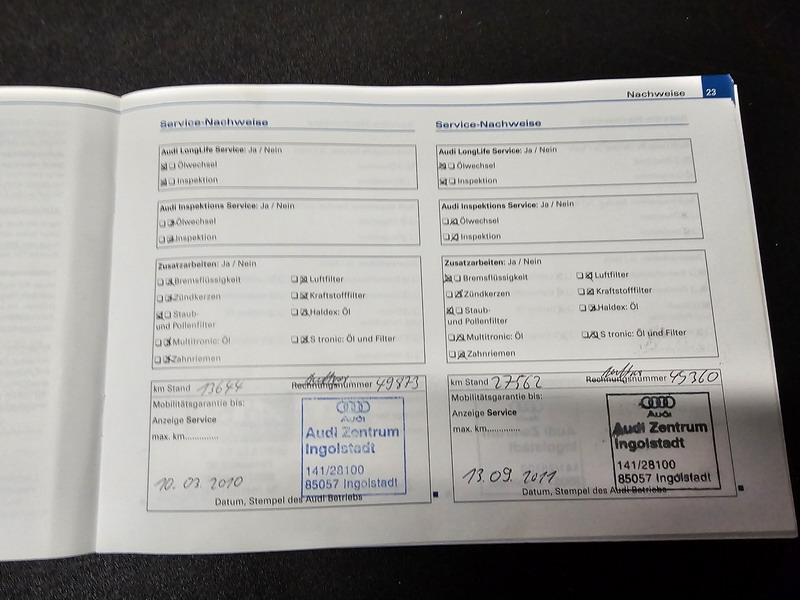 Nachweise 23
Service-Nachweise
Audi LongLife Service: Ja / Nein
Ölwechsel
Inspektion
Audi Inspektions Service: Ja / Nein
Ölwechsel
Inspektion
Zusatzarbeiten: Ja / Nein
Bremsflüssigkeit
Luftfilter
Zündkerzen
Kraftstofffilter
Staub-
und Pollenfilter
Haldex: Öl
Multitronic: Öl
S tronic: Öl und Filter
Zahnriemen
km Stand 13644
Rechnungsnummer 49873
Mobilitätsgarantie bis:
Anzeige Service
max. km.............
Audi
Audi Zentrum
Ingolstadt
141/28100
85057 Ingolstadt
10. 03. 2010
Datum, Stempel des Audi Betriebs
Service-Nachweise
Audi LongLife Service: Ja / Nein
Ölwechsel
Inspektion
Audi Inspektions Service: Ja / Nein
Ölwechsel
Inspektion
Zusatzarbeiten: Ja / Nein
Bremsflüssigkeit
Luftfilter
Zündkerzen
Kraftstofffilter
Staub-
und Pollenfilter
Haldex: Öl
Multitronic: Öl
S tronic: Öl und Filter
Zahnriemen
km Stand 27562
Rechnungsnummer 45360
Mobilitätsgarantie bis:
Anzeige Service
max. km.............
Audi
Audi Zentrum
Ingolstadt
141/28100
85057 Ingolstadt
13. 09. 2011
Datum, Stempel des Audi Betriebs